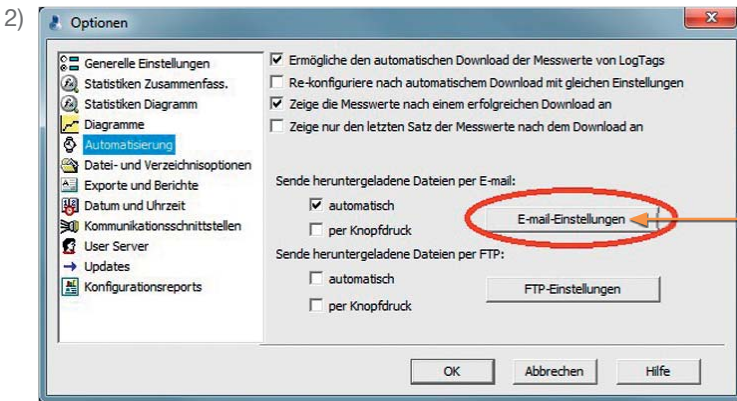 2)
Optionen
Generelle Einstellungen
Statistiken Zusammenfass.
Statistiken Diagramm
Diagramme
Automatisierung
Datei- und Verzeichnisoptionen
Exporte und Berichte
Datum und Uhrzeit
Kommunikationsschnittstellen
User Server
Updates
Konfigurationsreports
Ermögliche den automatischen Download der Messwerte von LogTags
Re-konfiguriere nach automatischem Download mit gleichen Einstellungen
Zeige die Messwerte nach einem erfolgreichen Download an
Zeige nur den letzten Satz der Messwerte nach dem Download an
Sende heruntergeladene Dateien per E-mail:
automatisch
per Knopfdruck
E-mail-Einstellungen
Sende heruntergeladene Dateien per FTP:
automatisch
per Knopfdruck
FTP-Einstellungen
OK
Abbrechen
Hilfe